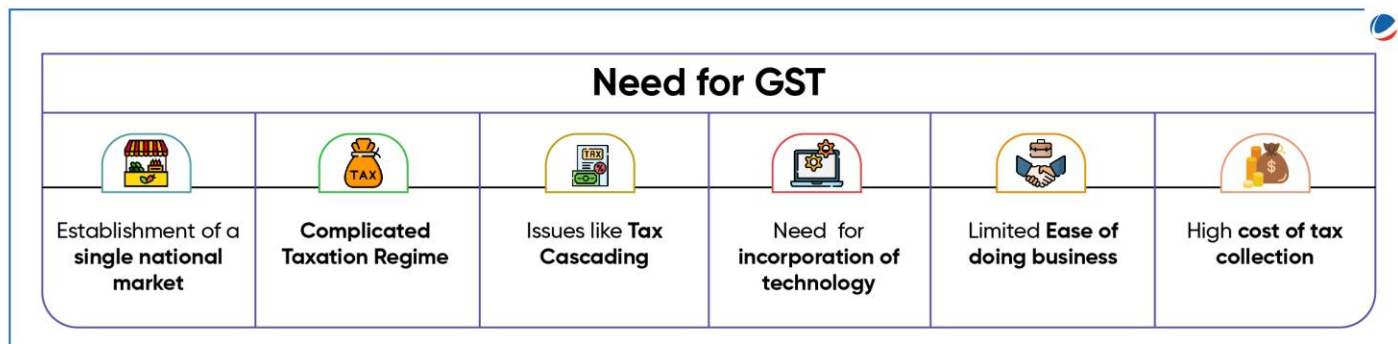 Need for GST
Establishment of a
single national
market
Complicated
Taxation Regime
Issues like Tax
Cascading
Need for
incorporation of
technology
Limited Ease of
doing business
High cost of tax
collection
TAX
TAX